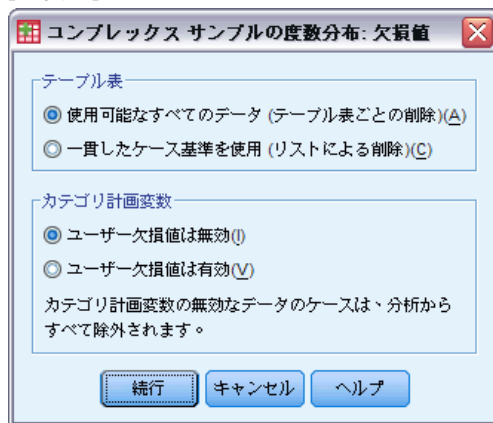 コンプレックス サンプルの度数分布: 欠損値
テーブル表
使用可能なすべてのデータ (テーブル表ごとの削除)(A)
一貫したケース基準を使用 (リストによる削除)(C)
カテゴリ計画変数
ユーザー欠損値は無効(I)
ユーザー欠損値は有効(V)
カテゴリ計画変数の無効なデータのケースは、分析から
すべて除外されます。
続行 キャンセル ヘルプ